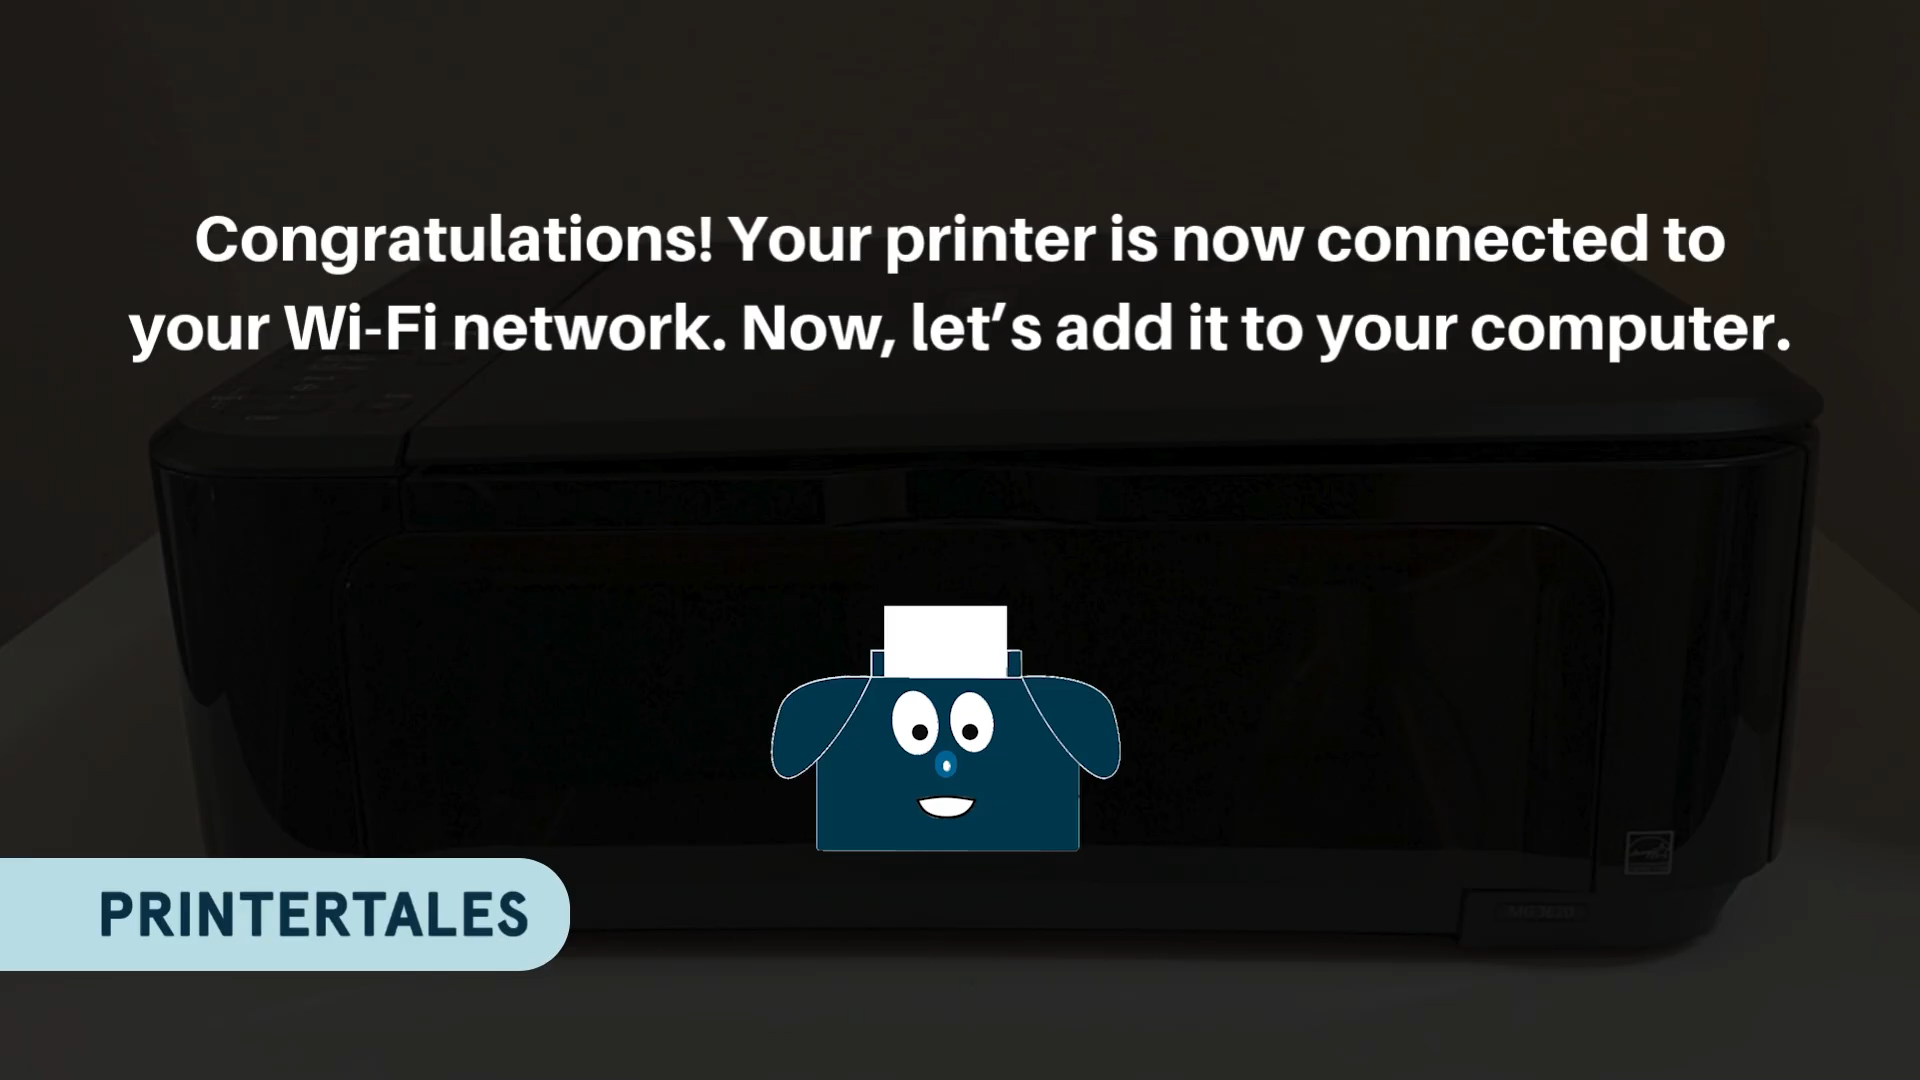 Congratulations! Your printer is now connected to
your Wi-Fi network. Now, let’s add it to your computer.
PRINTERTALES
MG3620